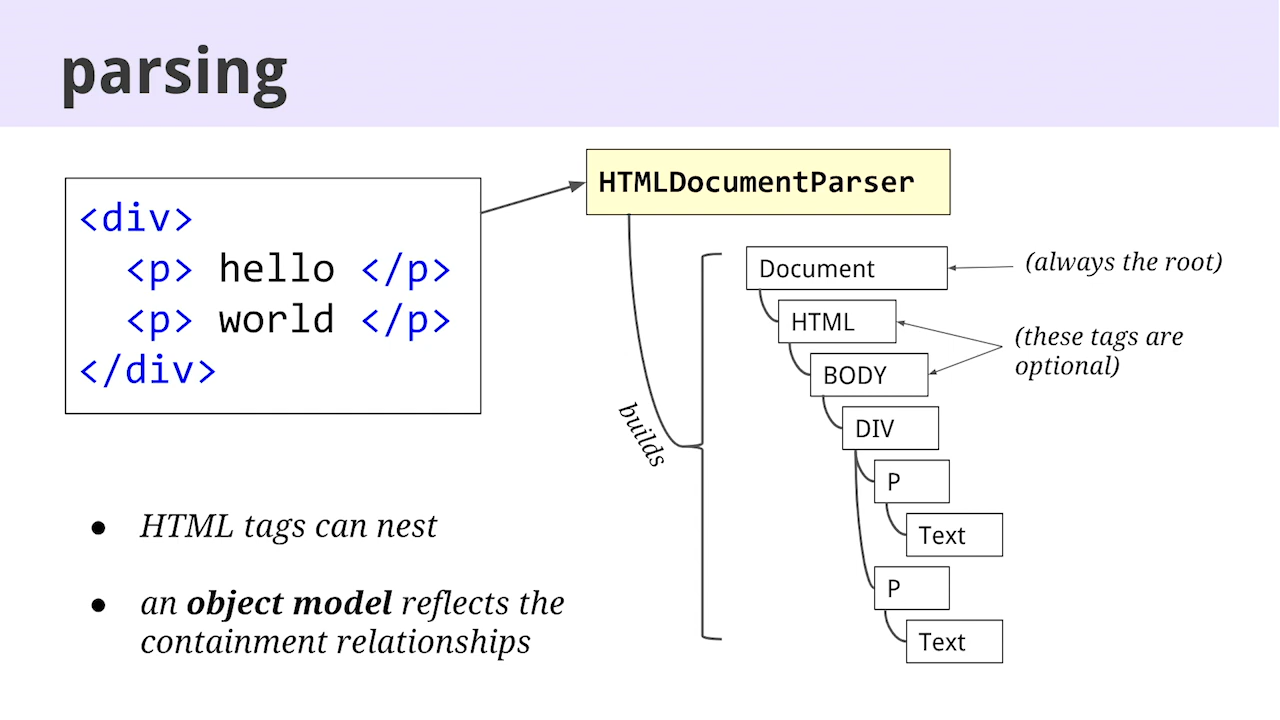 parsing
<div>
<p> hello </p>
<p> world </p>
</div>
HTMLDocumentParser
builds
Document
(always the root)
HTML
(these tags are
optional)
BODY
DIV
P
Text
P
Text
● HTML tags can nest
● an object model reflects the
containment relationships